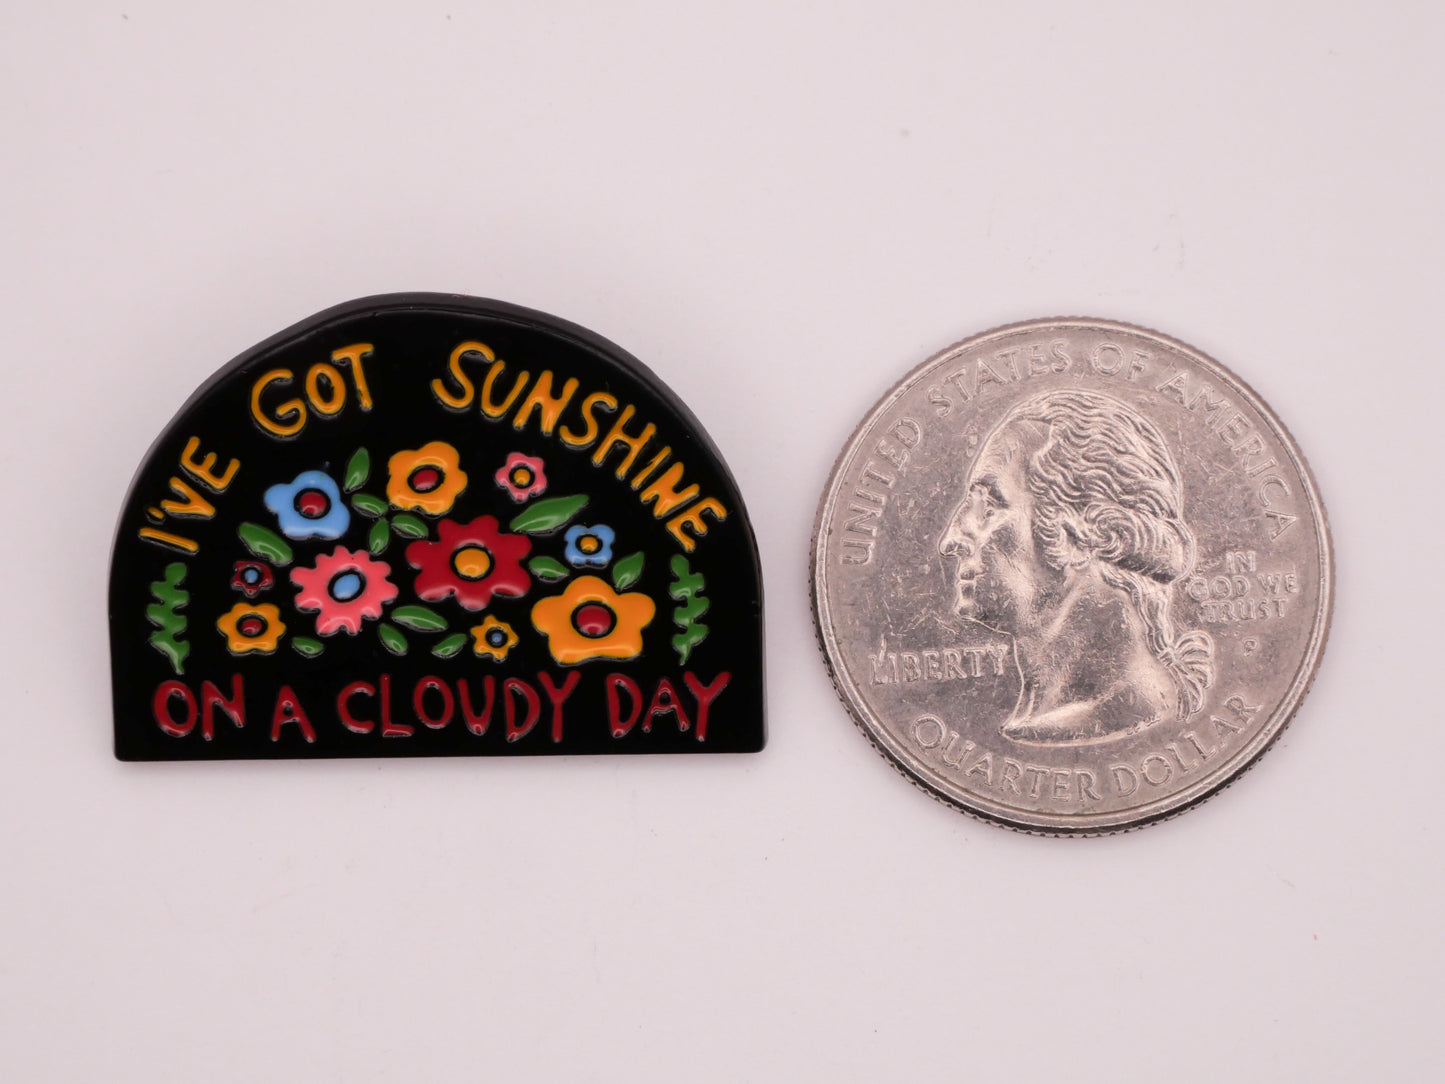 I'VE GOT SUNSHINE
ON A CLOUDY DAY
UNITED STATES OF AMERICA
IN
GOD WE
TRUST
P
LIBERTY
QUARTER DOLLAR